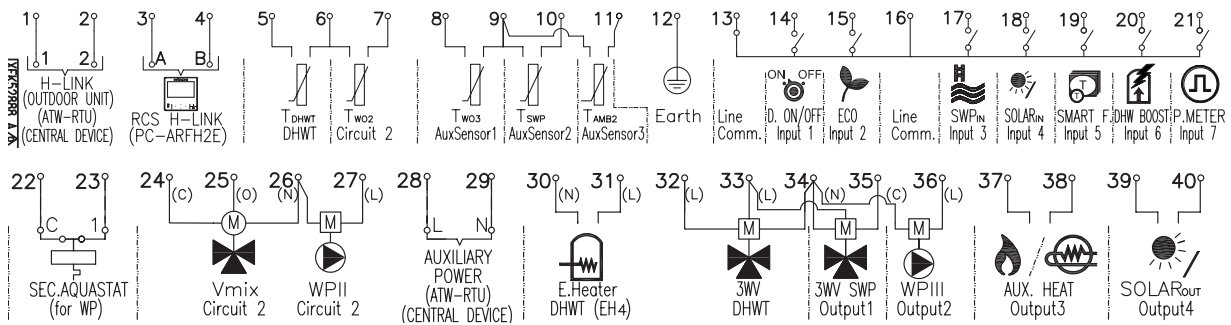 1 2 3 4 5 6 7 8 9 10 11 12 13 14 15 16 17 18 19 20 21
1 2 A B ON OFF
H-LINK
(OUTDOOR UNIT)
(ATW-RTU)
(CENTRAL DEVICE)
RCS H-LINK
(PC-ARFH2E)
TDHWT
DHWT
TWO2
Circuit 2
TWO3
AuxSensor1
TSWP
AuxSensor2
TAMB2
AuxSensor3
Earth
Line
Comm.
D. ON/OFF
Input 1
ECO
Input 2
Line
Comm.
SWPIN
Input 3
SOLARIN
Input 4
T
T
SMART F.
Input 5
DHW BOOST
Input 6
P.METER
Input 7
22 23 24 25 26 27 28 29 30 31 32 33 34 35 36 37 38 39 40
(C) (O) (N) (L) (N) (L) (L) (L) (N) (C) (L)
C 1 M M L N M M M
SEC.AQUASTAT
(for WP)
Vmix
Circuit 2
WPII
Circuit 2
AUXILIARY
POWER
(ATW-RTU)
(CENTRAL DEVICE)
E.Heater
DHWT (EH4)
3WV
DHWT
3WV SWP
Output1
WPIII
Output2
AUX. HEAT
Output3
SOLAROUT
Output4